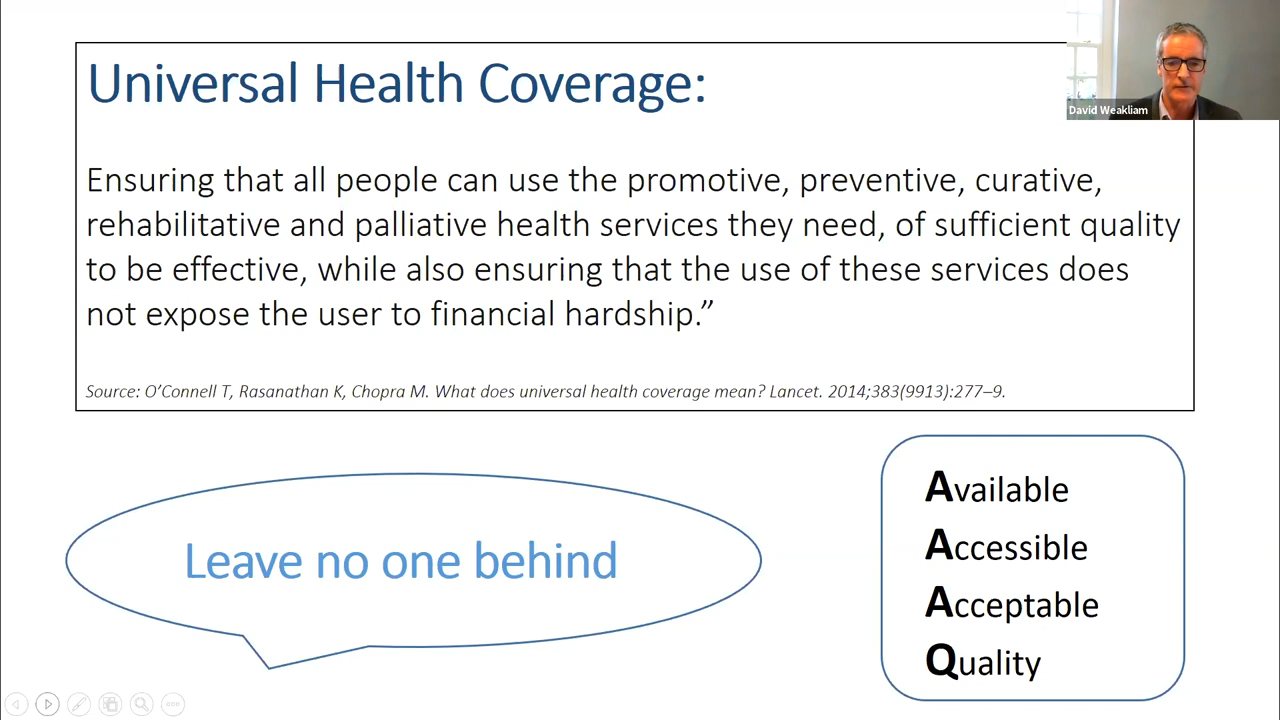 Universal Health Coverage:
David Weakliam
Ensuring that all people can use the promotive, preventive, curative,
rehabilitative and palliative health services they need, of sufficient quality
to be effective, while also ensuring that the use of these services does
not expose the user to financial hardship.”
Source: O’Connell T, Rasanathan K, Chopra M. What does universal health coverage mean? Lancet. 2014;383(9913):277–9.
Leave no one behind
Available
Accessible
Acceptable
Quality